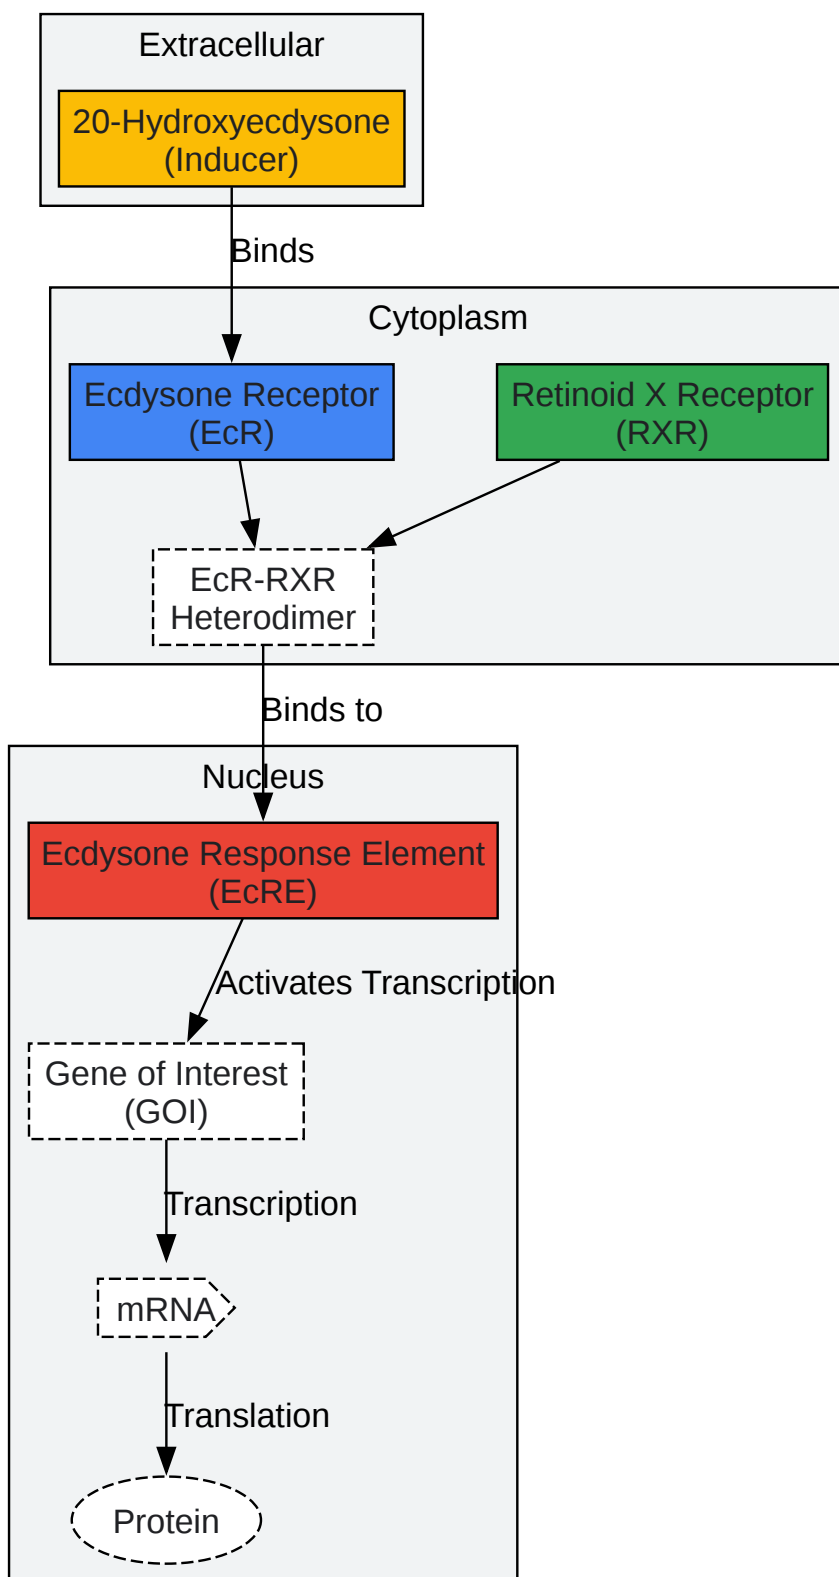 Extracellular
20-Hydroxyecdysone
(Inducer)
Binds
Cytoplasm
Ecdysone Receptor
(EcR)
Retinoid X Receptor
(RXR)
EcR-RXR
Heterodimer
Binds to
Nucleus
Ecdysone Response Element
(EcRE)
Activates Transcription
Gene of Interest
(GOI)
Transcription
mRNA
Translation
Protein